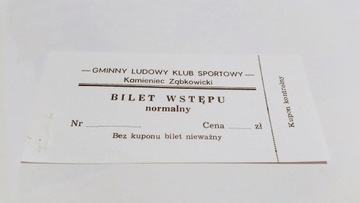 — GMINNY LUDOWY KLUB SPORTOWY —
Kamieniec Ząbkowicki
BILET WSTĘPU
normalny
Nr ............ Cena ...... zł
Bez kuponu bilet nieważny
Kupon kontrolny